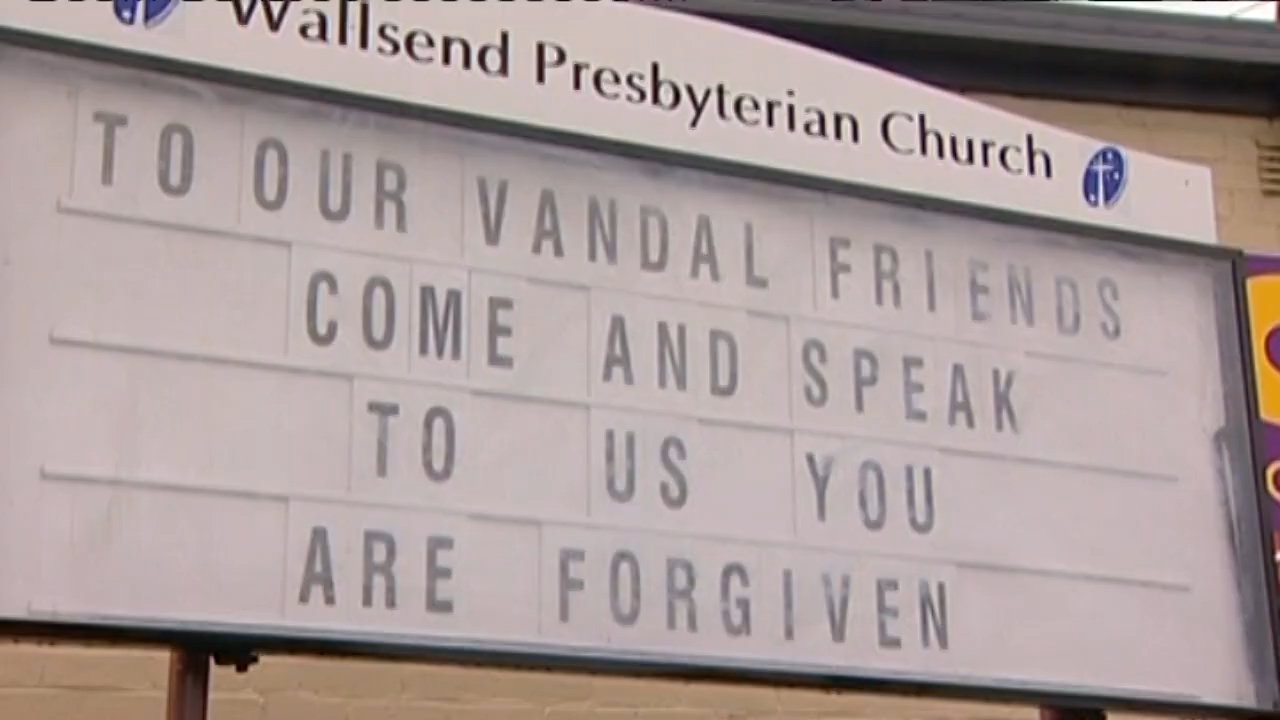 Wallsend Presbyterian Church
TO OUR VANDAL FRIENDS
COME AND SPEAK
TO US YOU
ARE FORGIVEN